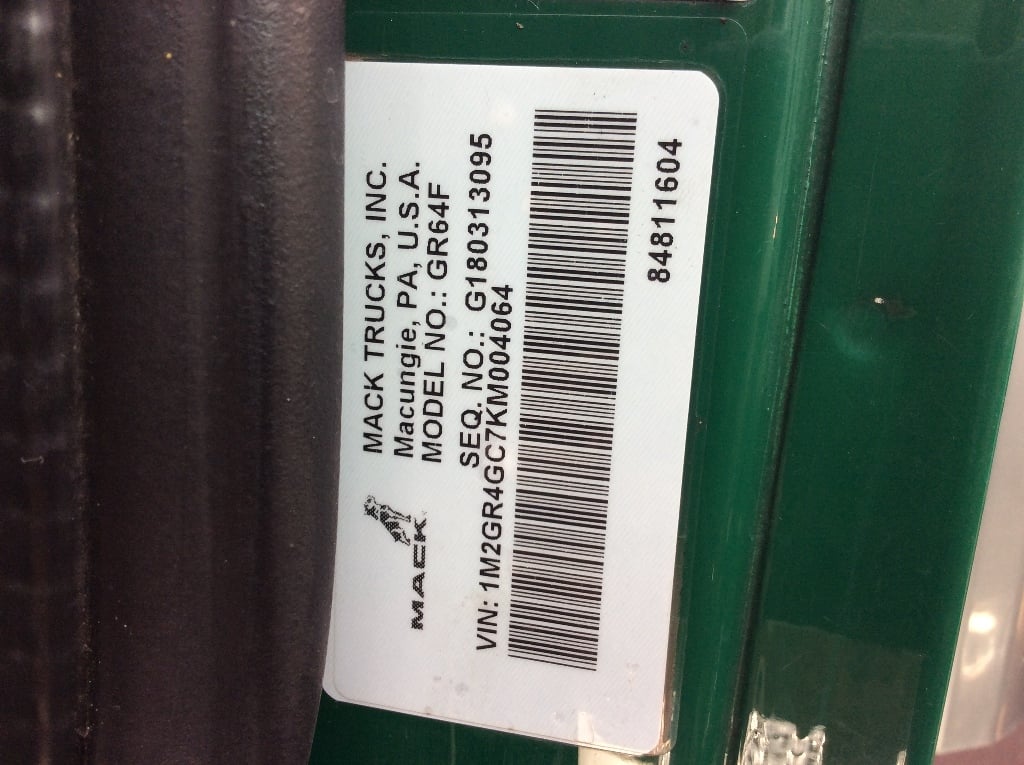 MACK TRUCKS, INC.
Macungie, PA, U.S.A.
MODEL NO.: GR64F
MACK
SEQ. NO.: G180313095
VIN: 1M2GR4GC7KM004064
84811604